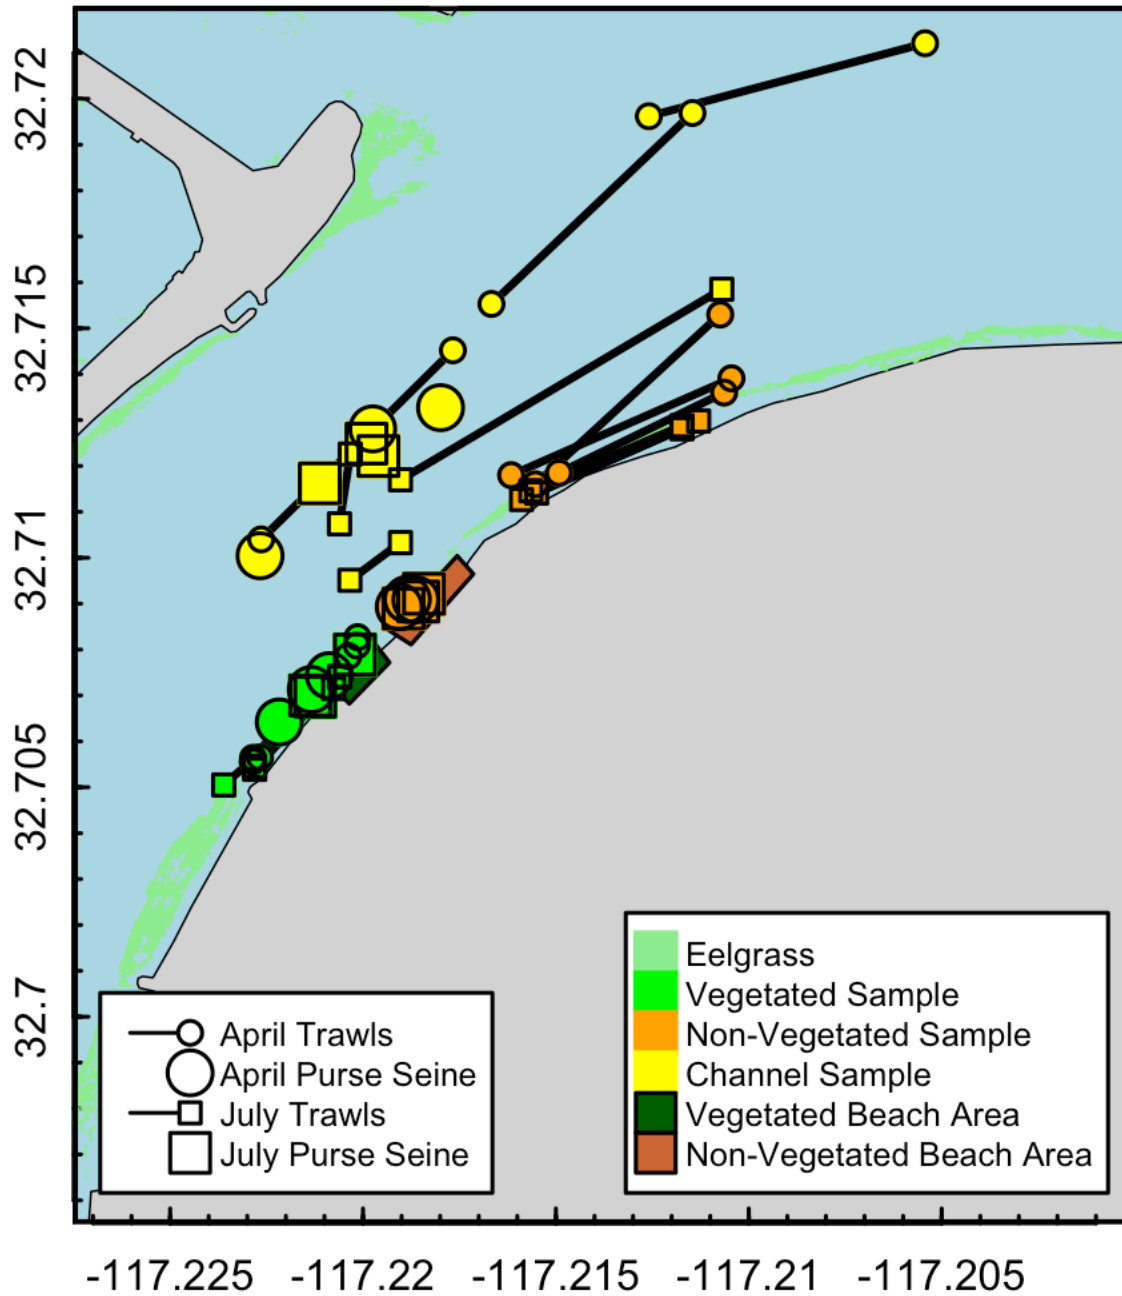 32.72
32.715
32.71
32.705
32.7
April Trawls
April Purse Seine
July Trawls
July Purse Seine
Eelgrass
Vegetated Sample
Non-Vegetated Sample
Channel Sample
Vegetated Beach Area
Non-Vegetated Beach Area
-117.225
-117.22
-117.215
-117.21
-117.205